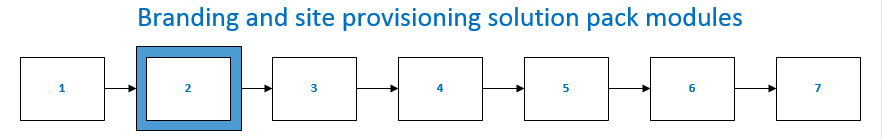 Branding and site provisioning solution pack modules
1 2 3 4 5 6 7